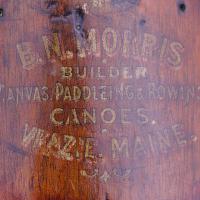 B.N. MORRIS
BUILDER
CANVAS, PADDLEING & ROWING
CANOES.
VEAZIE. MAINE.